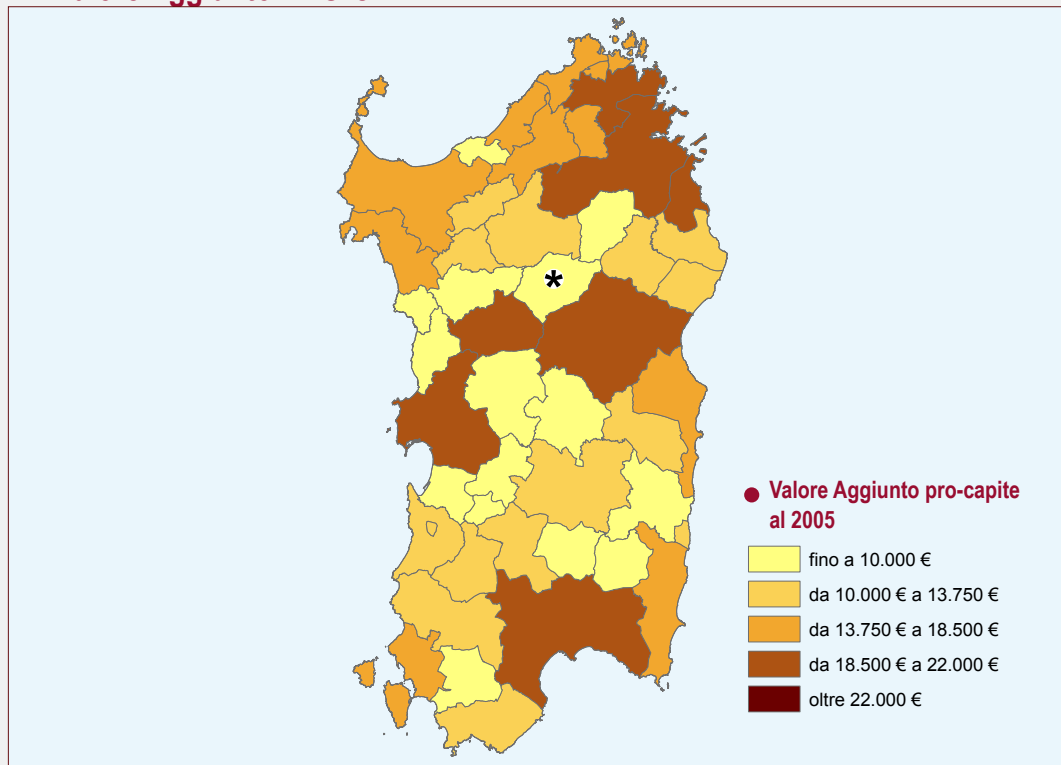 *
● Valore Aggiunto pro-capite
al 2005
fino a 10.000 €
da 10.000 € a 13.750 €
da 13.750 € a 18.500 €
da 18.500 € a 22.000 €
oltre 22.000 €